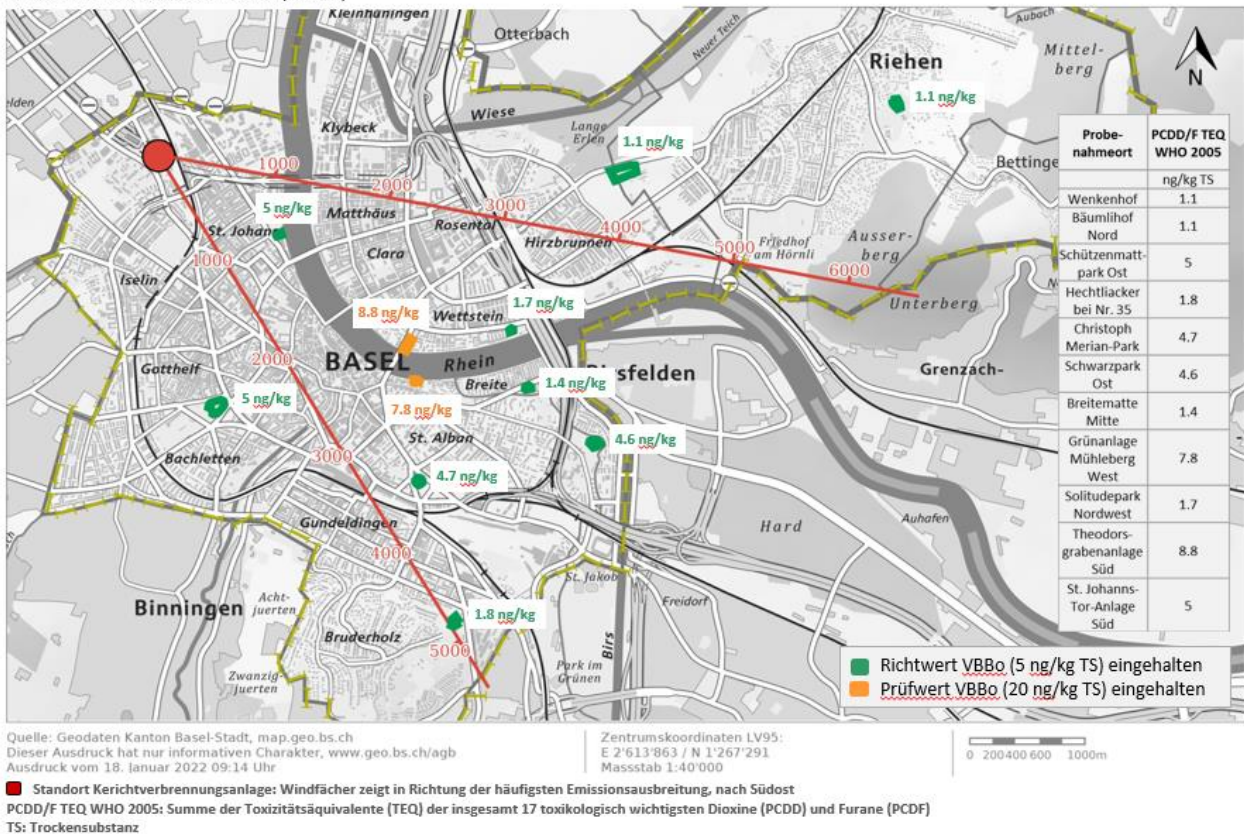 Kleinhüningen
Otterbach
Neuer Teich
Aubach
Mittel-
berg
Riehen
N
elden
Klybeck
Wiese
Lange
Erlen
1.1 ng/kg
1.1 ng/kg
Bettinge
1000
2000
3000
4000
5000
6000
5 ng/kg
St. Johann
Matthäus
Rosental
Hirzbrunnen
Friedhof
am Hörnli
Ausser-
berg
Unterberg
1000
Clara
Iselin
8.8 ng/kg
Wettstein
1.7 ng/kg
2000
BASEL
Rhein
Gotthelf
Breite
1.4 ng/kg
Birsfelden
Grenzach-
5 ng/kg
7.8 ng/kg
St. Alban
4.6 ng/kg
Bachletten
3000
4.7 ng/kg
Gundeldingen
Hard
Auhafen
4000
St. Jakob
Freidorf
Binningen
Acht-
juerten
1.8 ng/kg
Bruderholz
5000
Birs
Zwanzig-
juerten
Park im
Grünen
Probe-
nahmeort
PCDD/F TEQ
WHO 2005
ng/kg TS
Wenkenhof 1.1
Bäumlihof
Nord 1.1
Schützenmatt-
park Ost 5
Hechtliacker
bei Nr. 35 1.8
Christoph
Merian-Park 4.7
Schwarzpark
Ost 4.6
Breitematte
Mitte 1.4
Grünanlage
Mühleberg
West 7.8
Solitudepark
Nordwest 1.7
Theodors-
grabenanlage
Süd 8.8
St. Johanns-
Tor-Anlage
Süd 5
Richtwert VBBo (5 ng/kg TS) eingehalten
Prüfwert VBBo (20 ng/kg TS) eingehalten
Quelle: Geodaten Kanton Basel-Stadt, map.geo.bs.ch
Dieser Ausdruck hat nur informativen Charakter, www.geo.bs.ch/agb
Ausdruck vom 18. Januar 2022 09:14 Uhr
Zentrumskoordinaten LV95:
E 2'613'863 / N 1'267'291
Massstab 1:40'000
0 200 400 600 1000m
Standort Kerichtverbrennungsanlage: Windfächer zeigt in Richtung der häufigsten Emissionsausbreitung, nach Südost
PCDD/F TEQ WHO 2005: Summe der Toxizitätsäquivalente (TEQ) der insgesamt 17 toxikologisch wichtigsten Dioxine (PCDD) und Furane (PCDF)
TS: Trockensubstanz